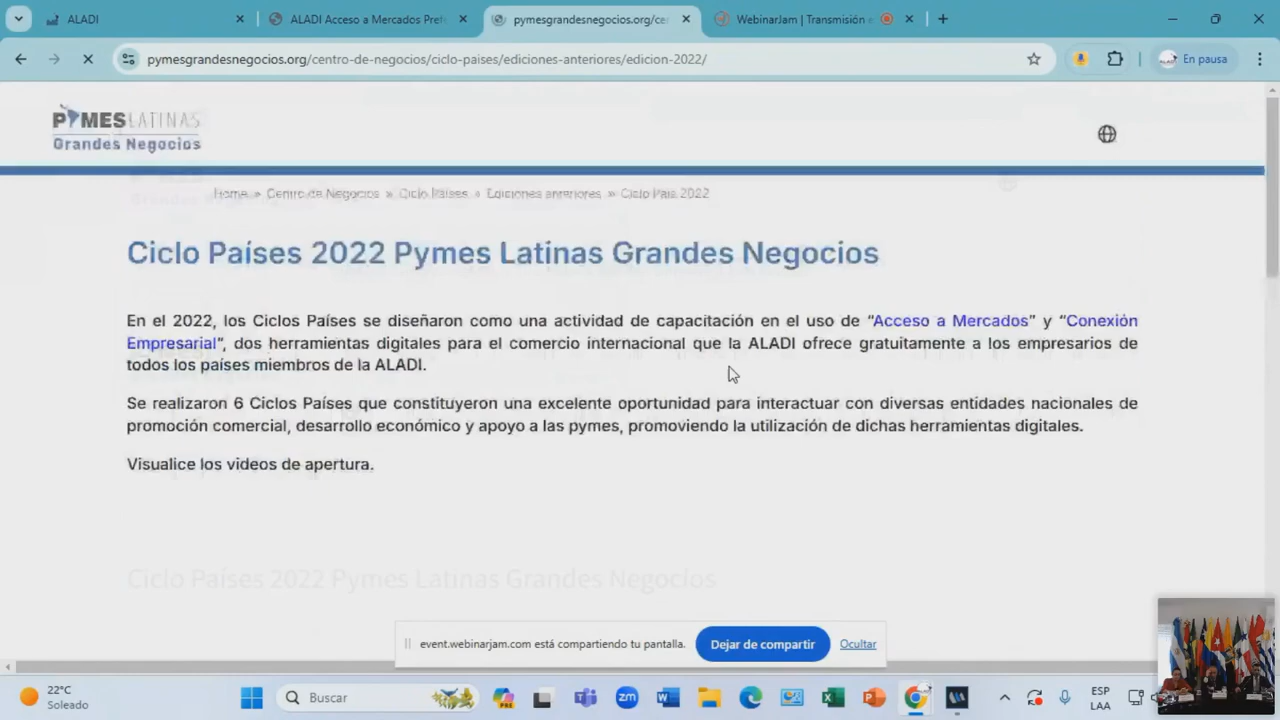 ALADI
ALADI Acceso a Mercados Pref
pymesgrandesnegocios.org/cen
WebinarJam | Transmisión e
pymesgrandesnegocios.org/centro-de-negocios/ciclo-paises/ediciones-anteriores/edicion-2022/
En pausa
PYMESLATINAS
Grandes Negocios
Home » Centro de Negocios » Ciclo Países » Ediciones anteriores » Ciclo País 2022
Ciclo Países 2022 Pymes Latinas Grandes Negocios
En el 2022, los Ciclos Países se diseñaron como una actividad de capacitación en el uso de “Acceso a Mercados” y “Conexión
Empresarial”, dos herramientas digitales para el comercio internacional que la ALADI ofrece gratuitamente a los empresarios de
todos los países miembros de la ALADI.
Se realizaron 6 Ciclos Países que constituyeron una excelente oportunidad para interactuar con diversas entidades nacionales de
promoción comercial, desarrollo económico y apoyo a las pymes, promoviendo la utilización de dichas herramientas digitales.
Visualice los videos de apertura.
Ciclo Países 2022 Pymes Latinas Grandes Negocios
event.webinarjam.com está compartiendo tu pantalla.
Dejar de compartir
Ocultar
22°C
Soleado
Buscar
PRE
zm
ESP
LAA